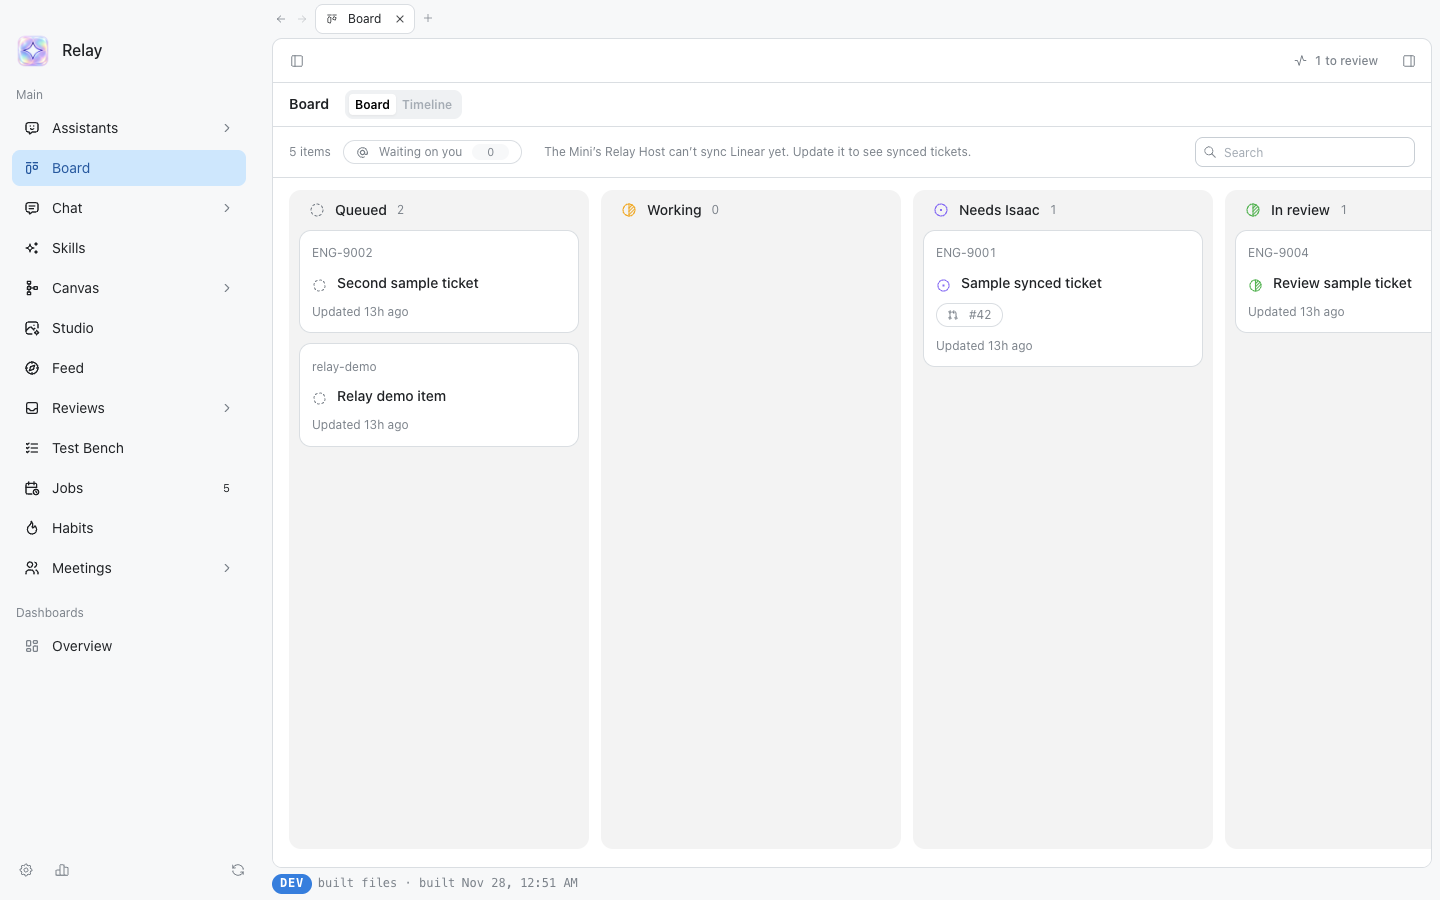 Board
Relay
1 to review
Main
Assistants
Board
Chat
Skills
Canvas
Studio
Feed
Reviews
Test Bench
Jobs 5
Habits
Meetings
Dashboards
Overview
Board
Board Timeline
5 items
Waiting on you 0
The Mini's Relay Host can't sync Linear yet. Update it to see synced tickets.
Search
Queued 2
ENG-9002
Second sample ticket
Updated 13h ago
relay-demo
Relay demo item
Updated 13h ago
Working 0
Needs Isaac 1
ENG-9001
Sample synced ticket
#42
Updated 13h ago
In review 1
ENG-9004
Review sample ticket
Updated 13h ago
DEV built files · built Nov 28, 12:51 AM